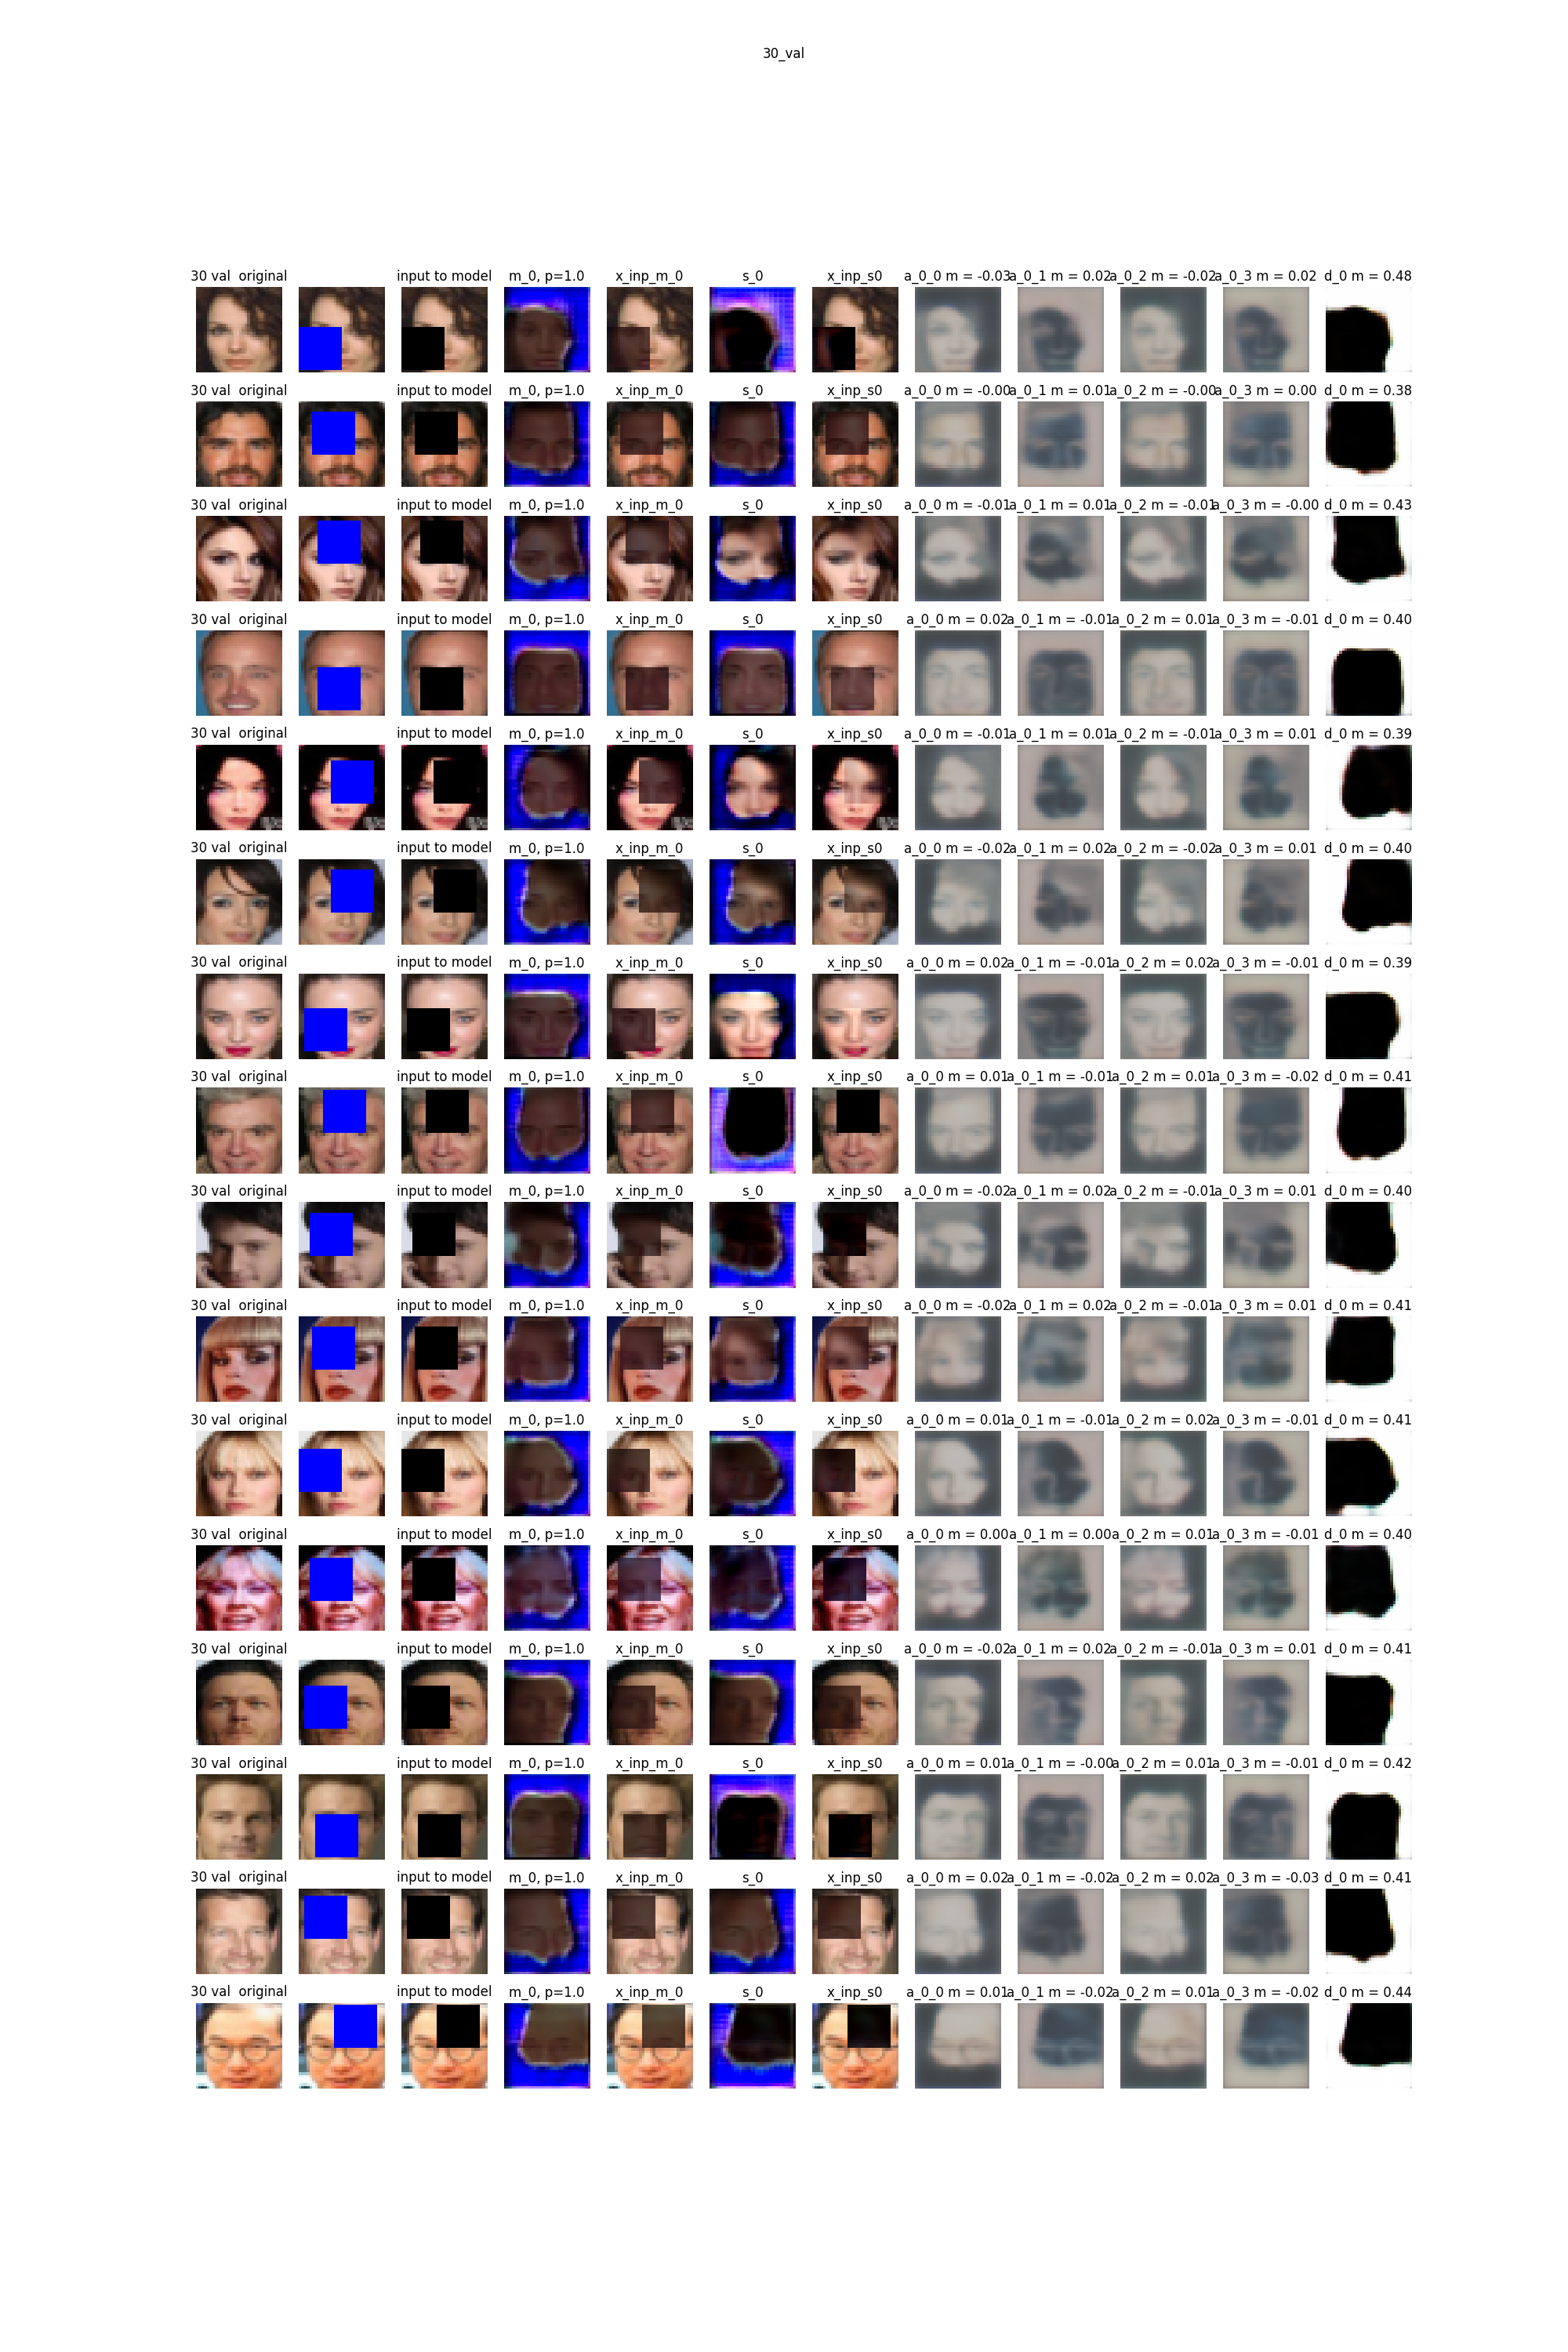 30_val
30 val  original input to model m_0, p=1.0 x_inp_m_0 s_0 x_inp_s0 a_0_0 m = -0.03 a_0_1 m = 0.02 a_0_2 m = -0.02 a_0_3 m = 0.02 d_0 m = 0.48
30 val  original input to model m_0, p=1.0 x_inp_m_0 s_0 x_inp_s0 a_0_0 m = -0.00 a_0_1 m = 0.01 a_0_2 m = -0.00 a_0_3 m = 0.00 d_0 m = 0.38
30 val  original input to model m_0, p=1.0 x_inp_m_0 s_0 x_inp_s0 a_0_0 m = -0.01 a_0_1 m = 0.01 a_0_2 m = -0.01 a_0_3 m = -0.00 d_0 m = 0.43
30 val  original input to model m_0, p=1.0 x_inp_m_0 s_0 x_inp_s0 a_0_0 m = 0.02 a_0_1 m = -0.01 a_0_2 m = 0.01 a_0_3 m = -0.01 d_0 m = 0.40
30 val  original input to model m_0, p=1.0 x_inp_m_0 s_0 x_inp_s0 a_0_0 m = -0.01 a_0_1 m = 0.01 a_0_2 m = -0.01 a_0_3 m = 0.01 d_0 m = 0.39
30 val  original input to model m_0, p=1.0 x_inp_m_0 s_0 x_inp_s0 a_0_0 m = -0.02 a_0_1 m = 0.02 a_0_2 m = -0.02 a_0_3 m = 0.01 d_0 m = 0.40
30 val  original input to model m_0, p=1.0 x_inp_m_0 s_0 x_inp_s0 a_0_0 m = 0.02 a_0_1 m = -0.01 a_0_2 m = 0.02 a_0_3 m = -0.01 d_0 m = 0.39
30 val  original input to model m_0, p=1.0 x_inp_m_0 s_0 x_inp_s0 a_0_0 m = 0.01 a_0_1 m = -0.01 a_0_2 m = 0.01 a_0_3 m = -0.02 d_0 m = 0.41
30 val  original input to model m_0, p=1.0 x_inp_m_0 s_0 x_inp_s0 a_0_0 m = -0.02 a_0_1 m = 0.02 a_0_2 m = -0.01 a_0_3 m = 0.01 d_0 m = 0.40
30 val  original input to model m_0, p=1.0 x_inp_m_0 s_0 x_inp_s0 a_0_0 m = -0.02 a_0_1 m = 0.02 a_0_2 m = -0.01 a_0_3 m = 0.01 d_0 m = 0.41
30 val  original input to model m_0, p=1.0 x_inp_m_0 s_0 x_inp_s0 a_0_0 m = 0.01 a_0_1 m = -0.01 a_0_2 m = 0.02 a_0_3 m = -0.01 d_0 m = 0.41
30 val  original input to model m_0, p=1.0 x_inp_m_0 s_0 x_inp_s0 a_0_0 m = 0.00 a_0_1 m = 0.00 a_0_2 m = 0.01 a_0_3 m = -0.01 d_0 m = 0.40
30 val  original input to model m_0, p=1.0 x_inp_m_0 s_0 x_inp_s0 a_0_0 m = -0.02 a_0_1 m = 0.02 a_0_2 m = -0.01 a_0_3 m = 0.01 d_0 m = 0.41
30 val  original input to model m_0, p=1.0 x_inp_m_0 s_0 x_inp_s0 a_0_0 m = 0.01 a_0_1 m = -0.00 a_0_2 m = 0.01 a_0_3 m = -0.01 d_0 m = 0.42
30 val  original input to model m_0, p=1.0 x_inp_m_0 s_0 x_inp_s0 a_0_0 m = 0.02 a_0_1 m = -0.02 a_0_2 m = 0.02 a_0_3 m = -0.03 d_0 m = 0.41
30 val  original input to model m_0, p=1.0 x_inp_m_0 s_0 x_inp_s0 a_0_0 m = 0.01 a_0_1 m = -0.02 a_0_2 m = 0.01 a_0_3 m = -0.02 d_0 m = 0.44